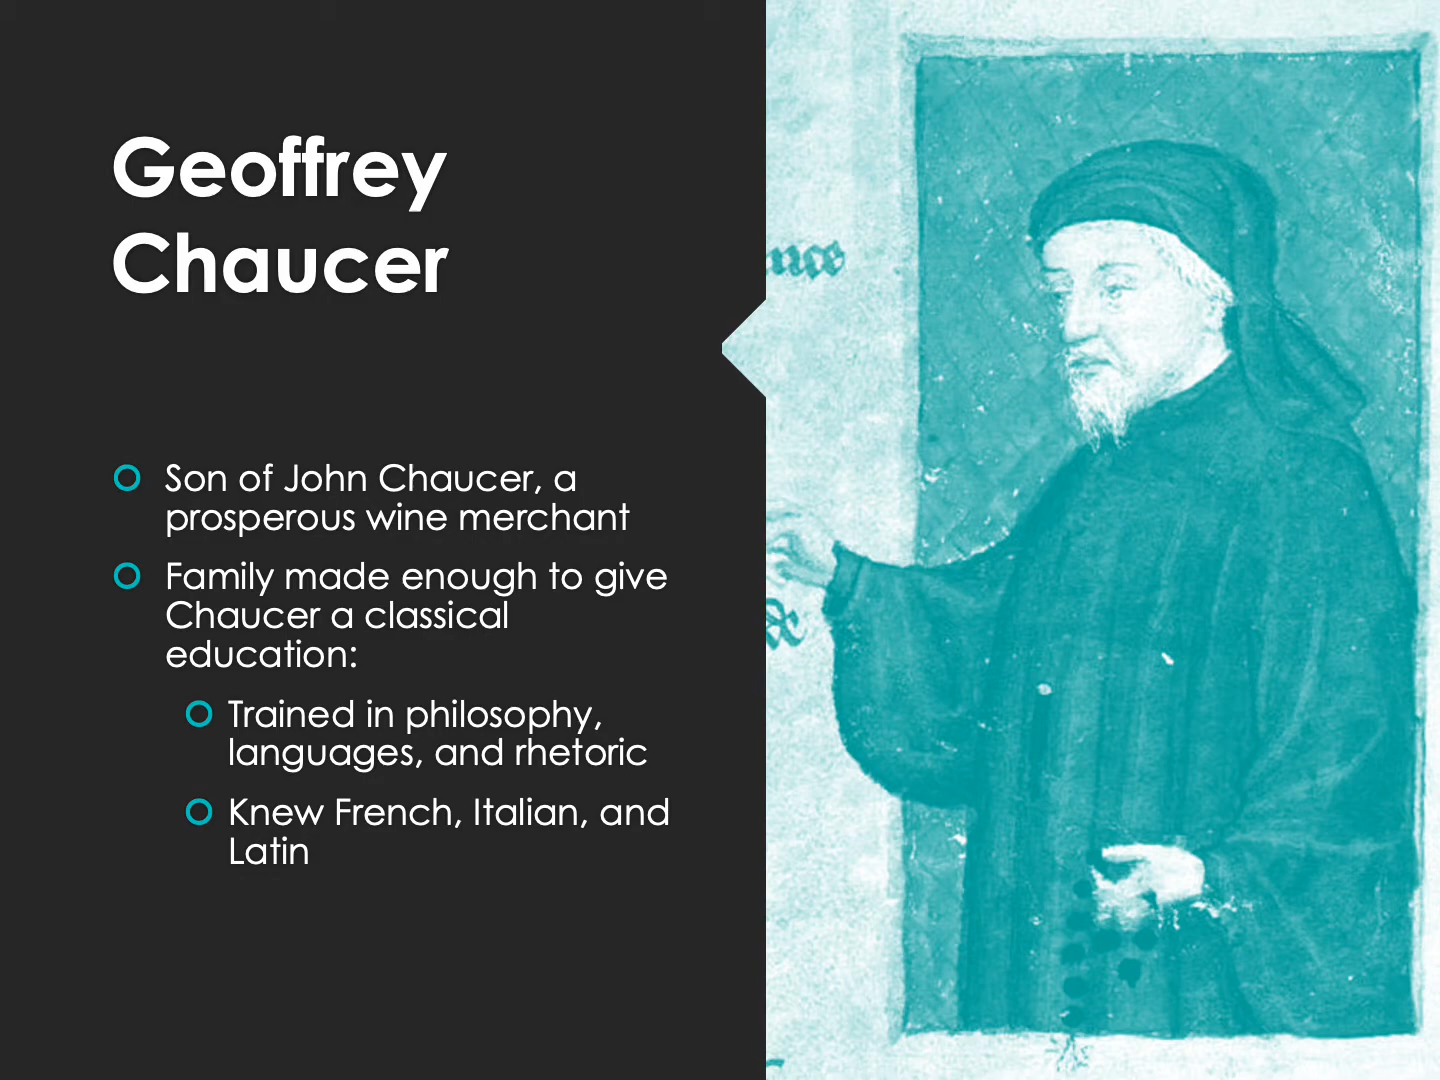 Geoffrey
Chaucer
Son of John Chaucer, a
prosperous wine merchant
Family made enough to give
Chaucer a classical
education:
Trained in philosophy,
languages, and rhetoric
Knew French, Italian, and
Latin